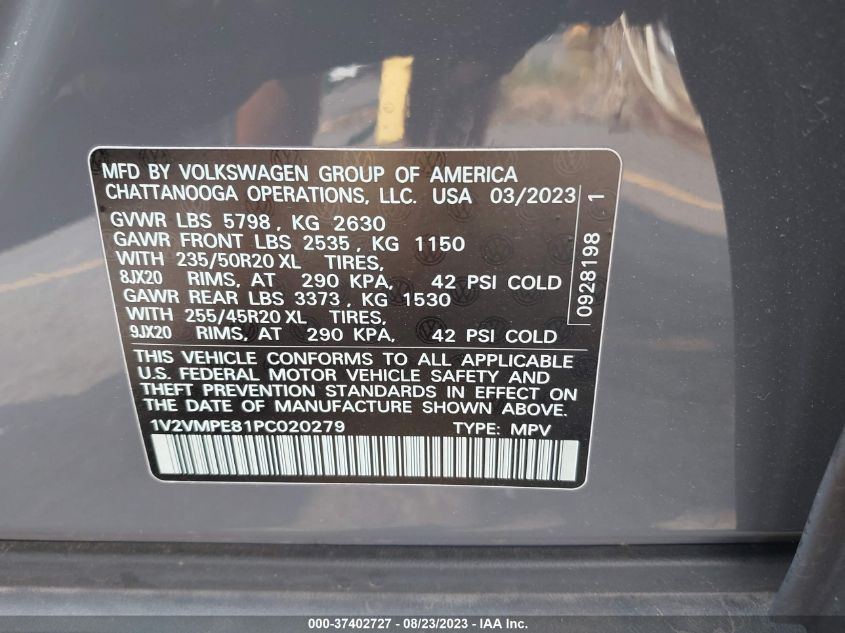 MFD BY VOLKSWAGEN GROUP OF AMERICA
CHATTANOOGA OPERATIONS, LLC. USA 03/2023
GVWR LBS 5798, KG 2630
GAWR FRONT LBS 2535, KG 1150
WITH 235/50R20 XL TIRES,
8JX20 RIMS, AT 290 KPA, 42 PSI COLD
GAWR REAR LBS 3373, KG 1530
WITH 255/45R20 XL TIRES,
9JX20 RIMS, AT 290 KPA, 42 PSI COLD
0928198 1
THIS VEHICLE CONFORMS TO ALL APPLICABLE
U.S. FEDERAL MOTOR VEHICLE SAFETY AND
THEFT PREVENTION STANDARDS IN EFFECT ON
THE DATE OF MANUFACTURE SHOWN ABOVE.
1V2VMPE81PC020279 TYPE: MPV
000-37402727 - 08/23/2023 - IAA Inc.